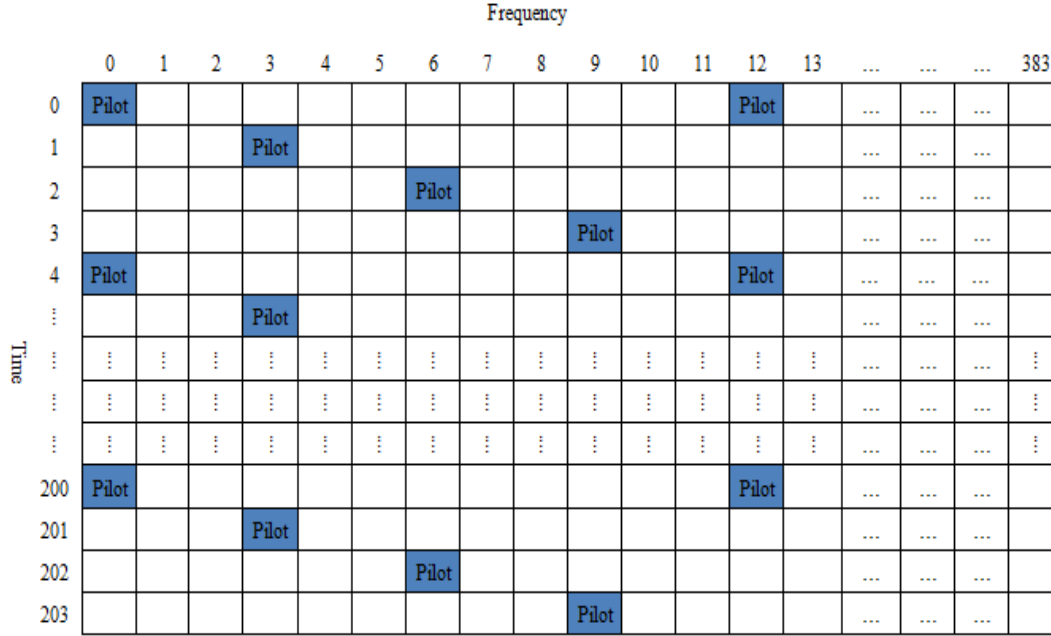 Frequency
0 1 2 3 4 5 6 7 8 9 10 11 12 13 ... ... ... 383
0 Pilot Pilot ... ... ...
1 Pilot ... ... ...
2 Pilot ... ... ...
3 Pilot ... ... ...
4 Pilot Pilot ... ... ...
⋮ Pilot ... ... ...
Time
⋮ ⋮ ⋮ ⋮ ⋮ ⋮ ⋮ ⋮ ⋮ ⋮ ⋮ ⋮ ⋮ ⋮ ⋮ ... ... ... ⋮
⋮ ⋮ ⋮ ⋮ ⋮ ⋮ ⋮ ⋮ ⋮ ⋮ ⋮ ⋮ ⋮ ⋮ ⋮ ... ... ... ⋮
⋮ ⋮ ⋮ ⋮ ⋮ ⋮ ⋮ ⋮ ⋮ ⋮ ⋮ ⋮ ⋮ ⋮ ⋮ ... ... ... ⋮
200 Pilot Pilot ... ... ...
201 Pilot ... ... ...
202 Pilot ... ... ...
203 Pilot ... ... ...